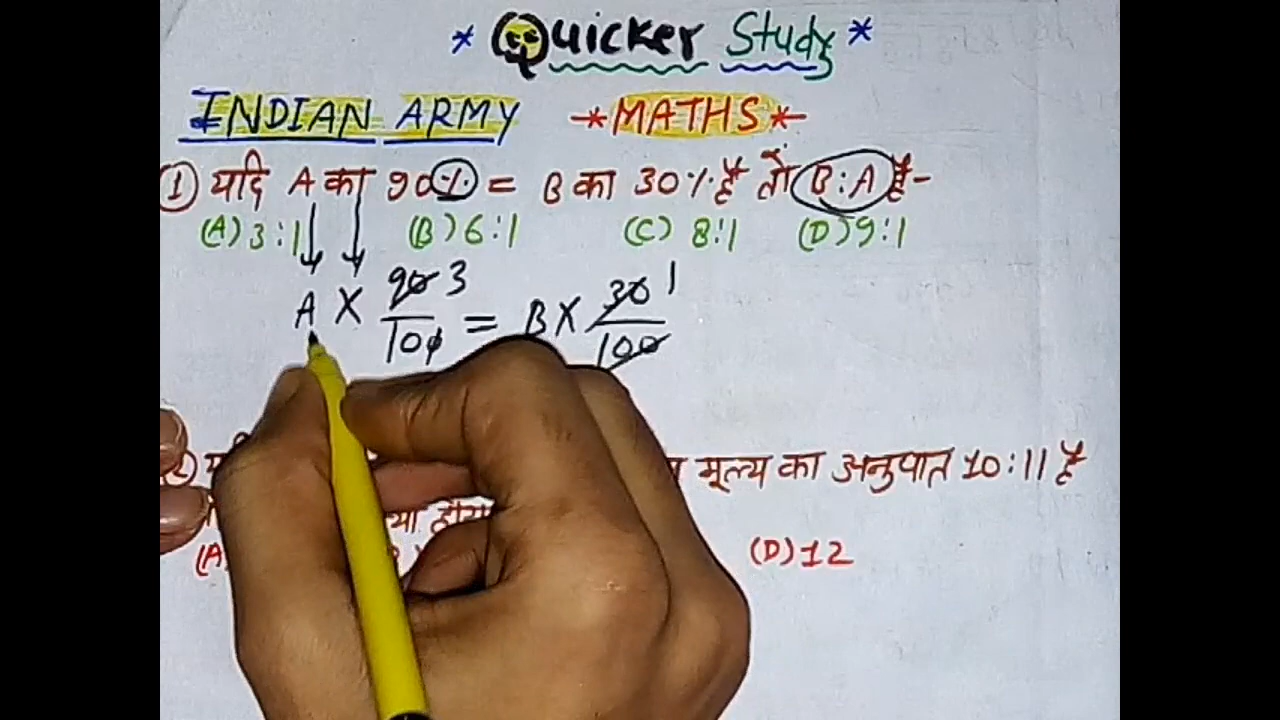 * Quicker Study *
INDIAN ARMY * MATHS *
① यदि A का 90% = B का 30% है तो B : A है-
(A) 3:1 (B) 6:1 (C) 8:1 (D) 9:1
A × 90/100 3 = B × 30/100 1
मूल्य का अनुपात 10:11 है
(D) 12